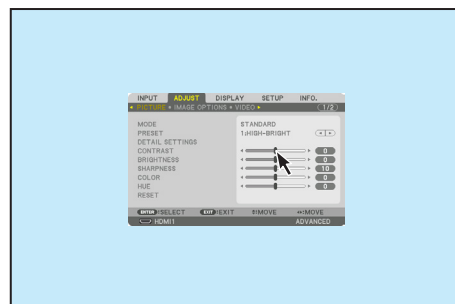 INPUT ADJUST DISPLAY SETUP INFO.
PICTURE • IMAGE OPTIONS • VIDEO (1/2)
MODE STANDARD
PRESET 1:HIGH-BRIGHT
DETAIL SETTINGS
CONTRAST 0
BRIGHTNESS 0
SHARPNESS 10
COLOR 0
HUE 0
RESET
ENTER :SELECT EXIT :EXIT ↕:MOVE ↔:MOVE
HDMI1 ADVANCED